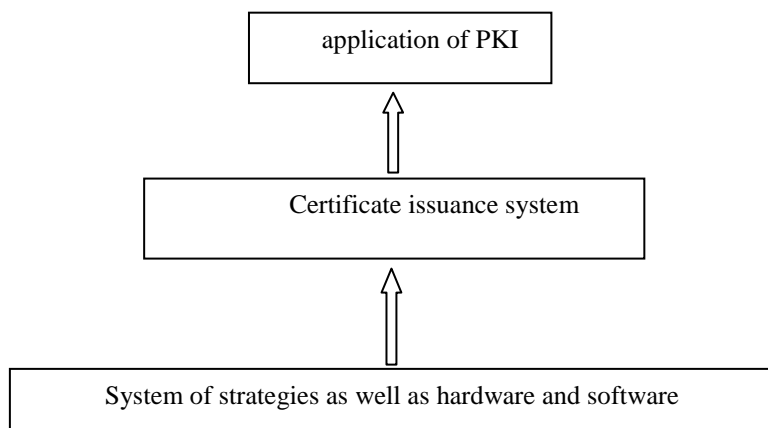 application of PKI
Certificate issuance system
System of strategies as well as hardware and software